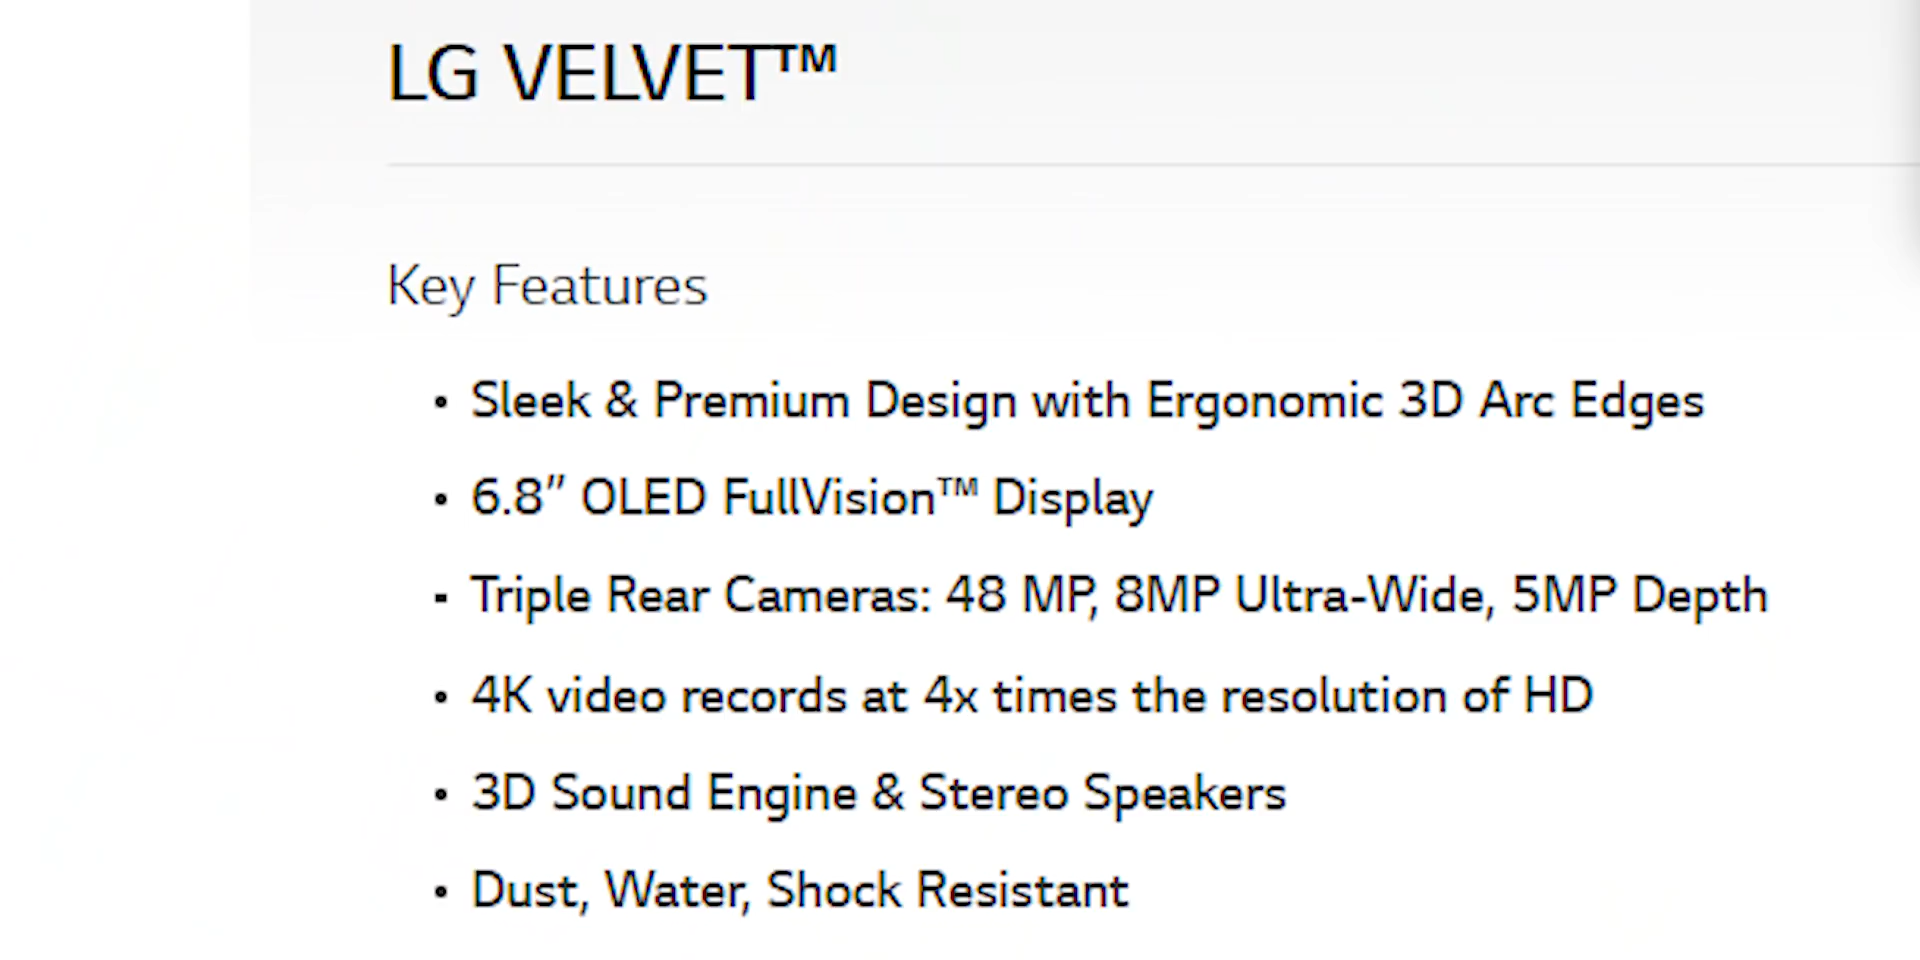 LG VELVET™
Key Features
• Sleek & Premium Design with Ergonomic 3D Arc Edges
• 6.8” OLED FullVision™ Display
• Triple Rear Cameras: 48 MP, 8MP Ultra-Wide, 5MP Depth
• 4K video records at 4x times the resolution of HD
• 3D Sound Engine & Stereo Speakers
• Dust, Water, Shock Resistant